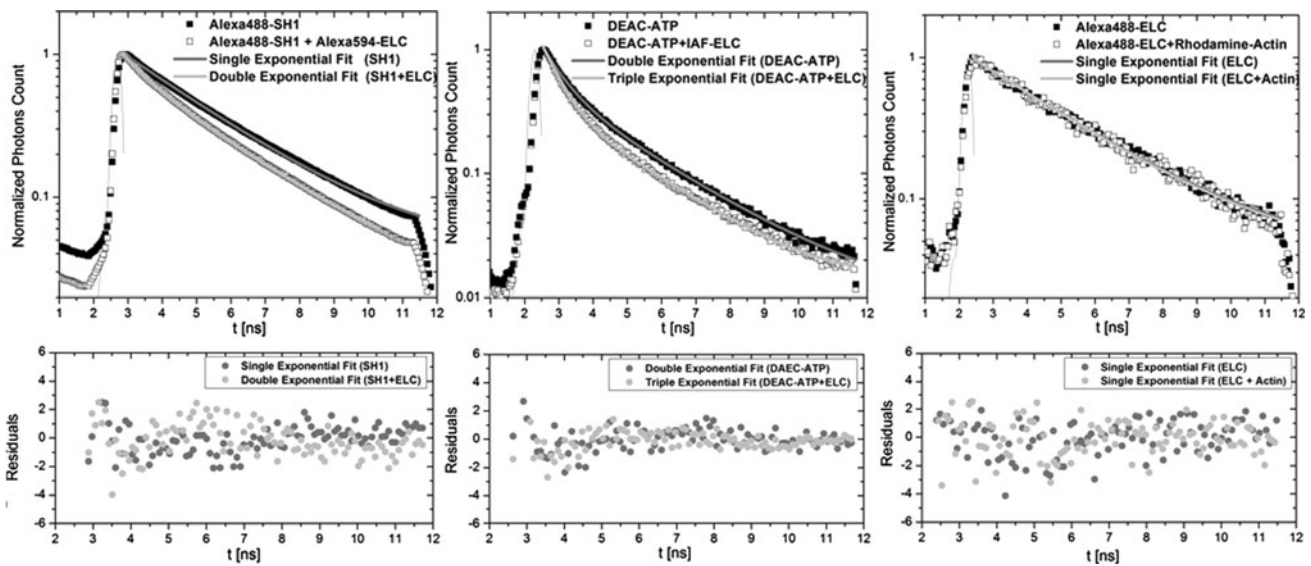 Alexa488-SH1
Alexa488-SH1 + Alexa594-ELC
Single Exponential Fit (SH1)
Double Exponential Fit (SH1+ELC)
1
0.1
Normalized Photons Count
1 2 3 4 5 6 7 8 9 10 11 12
t [ns]
DEAC-ATP
DEAC-ATP+IAF-ELC
Double Exponential Fit (DEAC-ATP)
Triple Exponential Fit (DEAC-ATP+ELC)
1
0.1
0.01
Normalized Photons Count
1 2 3 4 5 6 7 8 9 10 11 12
t [ns]
Alexa488-ELC
Alexa488-ELC+Rhodamine-Actin
Single Exponential Fit (ELC)
Single Exponential Fit (ELC+Actin)
1
0.1
Normalized Photons Count
1 2 3 4 5 6 7 8 9 10 11 12
t [ns]
Single Exponential Fit (SH1)
Double Exponential Fit (SH1+ELC)
6
4
2
0
-2
-4
-6
Residuals
2 3 4 5 6 7 8 9 10 11 12
t [ns]
Double Exponential Fit (DAEC-ATP)
Triple Exponential Fit (DEAC-ATP+ELC)
6
4
2
0
-2
-4
-6
Residuals
2 3 4 5 6 7 8 9 10 11 12
t [ns]
Single Exponential Fit (ELC)
Single Exponential Fit (ELC + Actin)
6
4
2
0
-2
-4
-6
Residuals
2 3 4 5 6 7 8 9 10 11 12
t [ns]